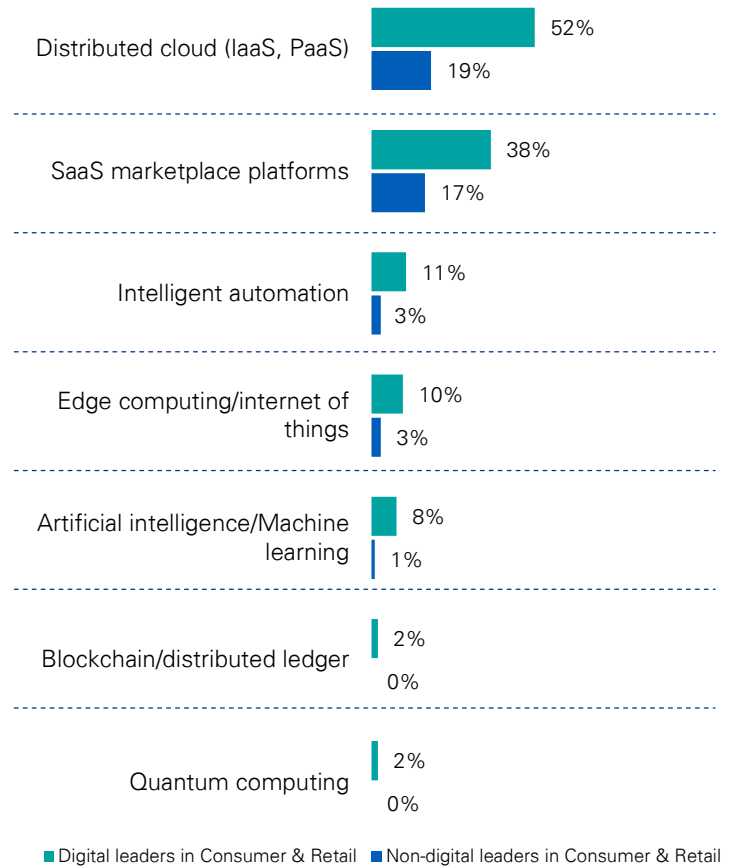 52%
Distributed cloud (IaaS, PaaS)
19%
38%
SaaS marketplace platforms
17%
11%
Intelligent automation
3%
Edge computing/internet of
things
10%
3%
Artificial intelligence/Machine
learning
8%
1%
2%
Blockchain/distributed ledger
0%
2%
Quantum computing
0%
Digital leaders in Consumer & Retail
Non-digital leaders in Consumer & Retail